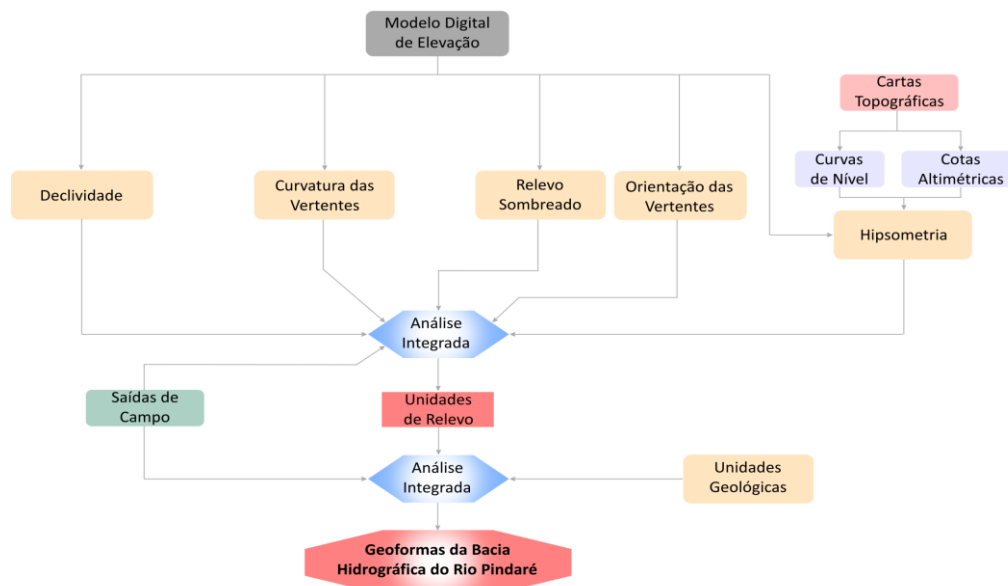 Modelo Digital
de Elevação
Cartas
Topográficas
Curvas
de Nível
Cotas
Altimétricas
Declividade
Curvatura das
Vertentes
Relevo
Sombreado
Orientação das
Vertentes
Hipsometria
Análise
Integrada
Saídas de
Campo
Unidades
de Relevo
Análise
Integrada
Unidades
Geológicas
Geoformas da Bacia
Hidrográfica do Rio Pindaré